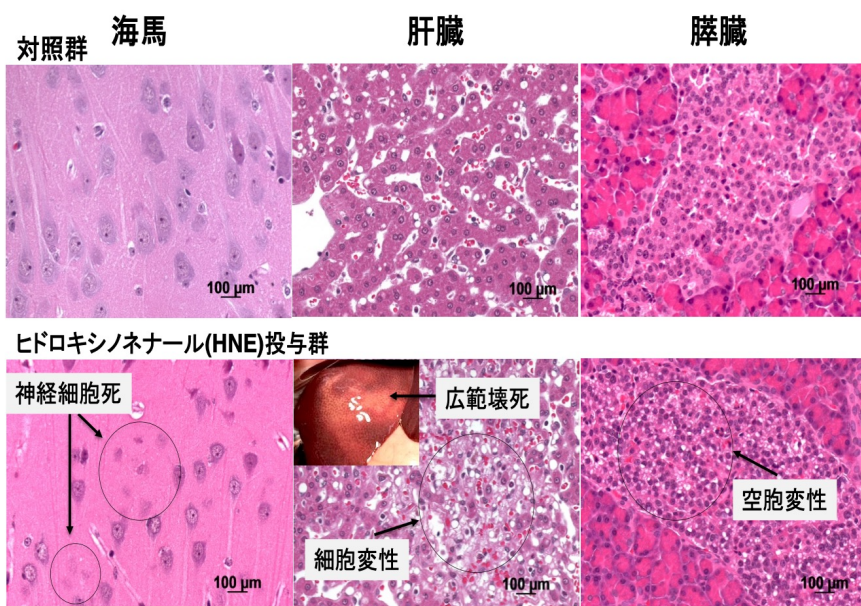 海馬
肝臓
膵臓
対照群
100 µm
100 µm
100 µm
ヒドロキシノネナール(HNE)投与群
神経細胞死
広範壊死
細胞変性
空胞変性
100 µm
100 µm
100 µm